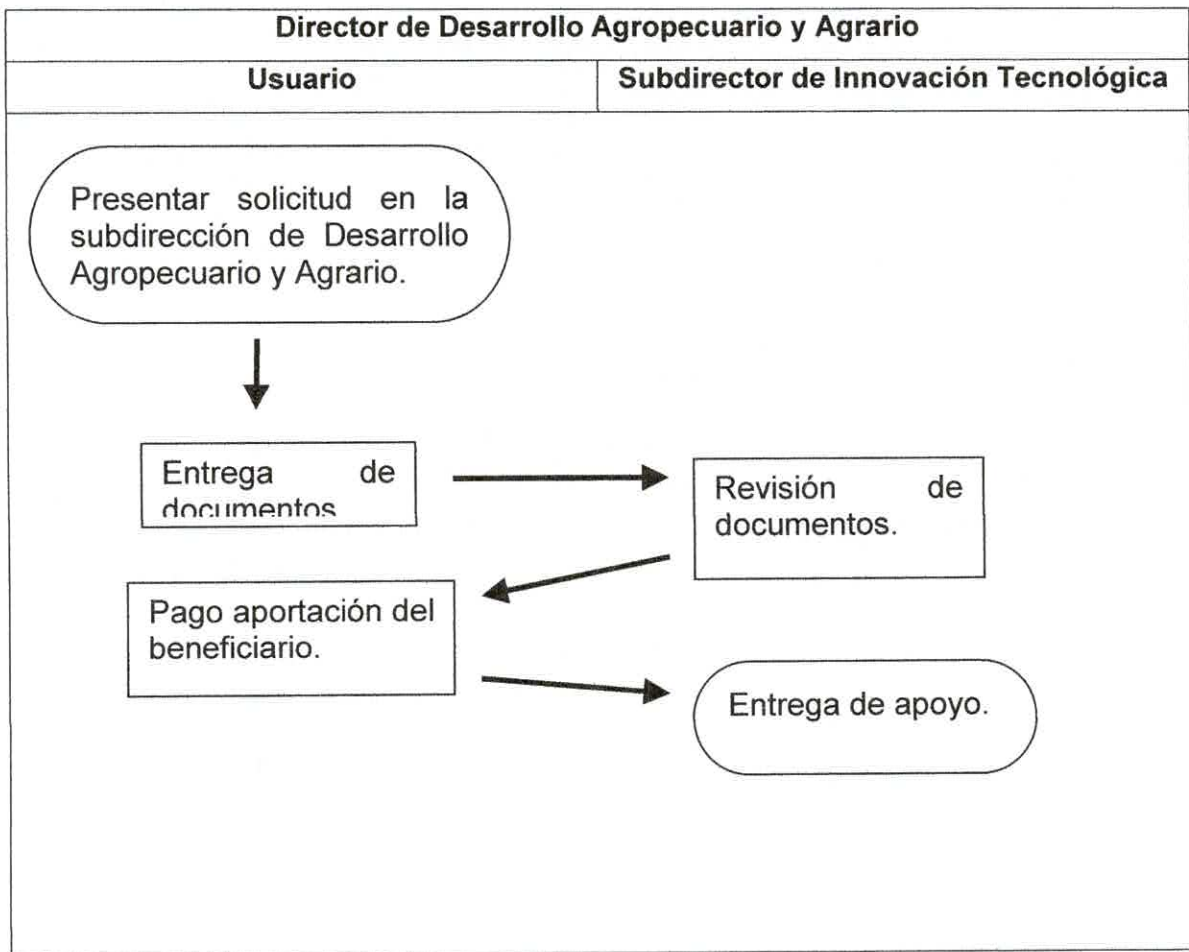 Director de Desarrollo Agropecuario y Agrario
Usuario
Subdirector de Innovación Tecnológica
Presentar solicitud en la
subdirección de Desarrollo
Agropecuario y Agrario.
Entrega de
documentos
Revisión de
documentos.
Pago aportación del
beneficiario.
Entrega de apoyo.